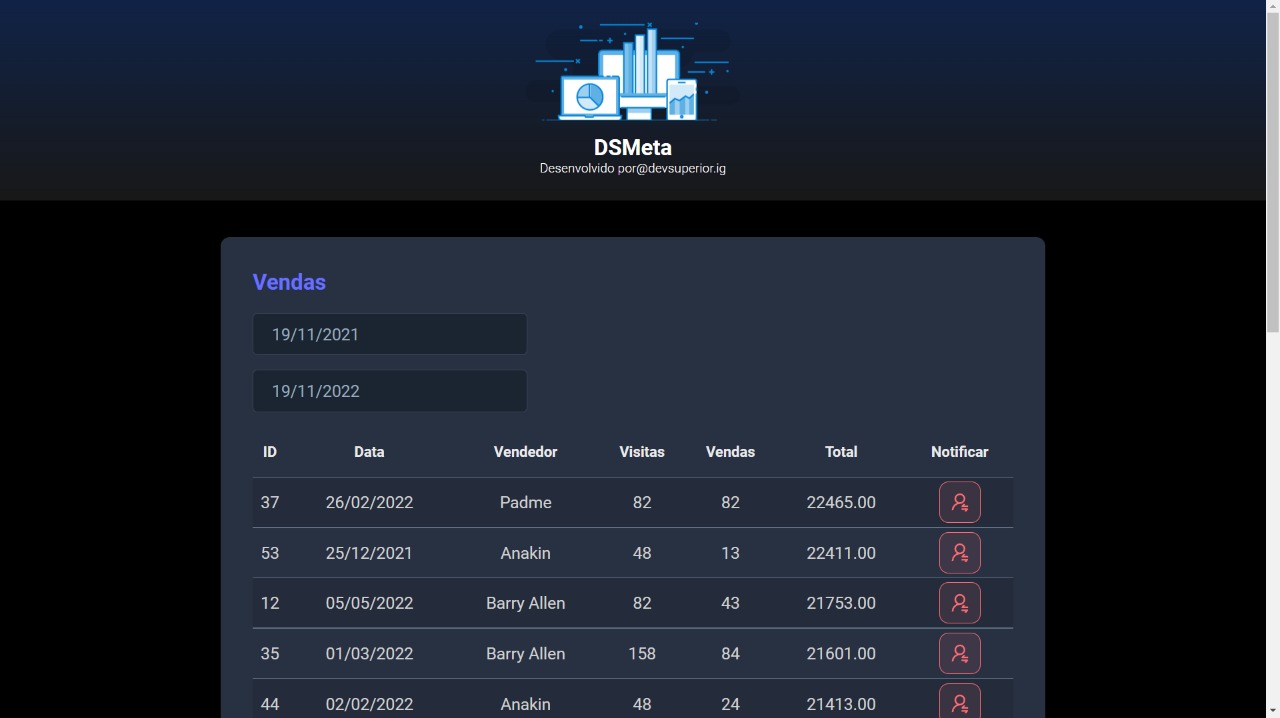 DSMeta
Desenvolvido por@devsuperior.ig
Vendas
19/11/2021
19/11/2022
ID Data Vendedor Visitas Vendas Total Notificar
37 26/02/2022 Padme 82 82 22465.00
53 25/12/2021 Anakin 48 13 22411.00
12 05/05/2022 Barry Allen 82 43 21753.00
35 01/03/2022 Barry Allen 158 84 21601.00
44 02/02/2022 Anakin 48 24 21413.00